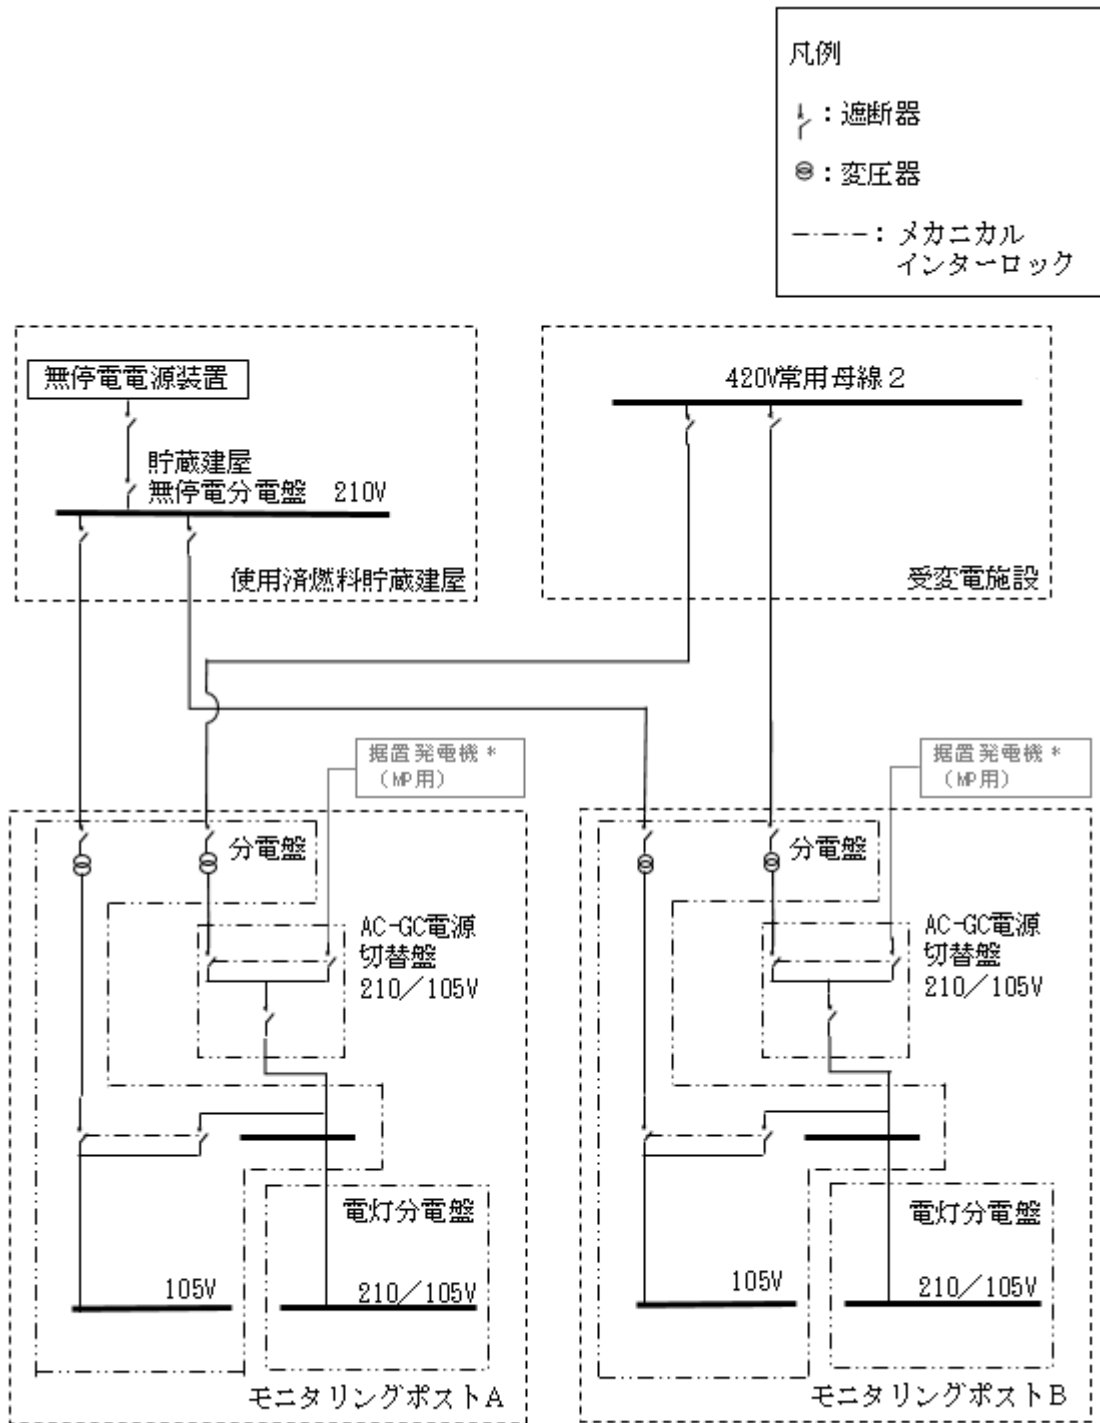 凡例
：遮断器
：変圧器
：メカニカル
インターロック
無停電電源装置
貯蔵建屋
無停電分電盤 210V
使用済燃料貯蔵建屋
420V常用母線２
受変電施設
据置発電機＊
（MP用）
分電盤
AC-GC電源
切替盤
210／105V
電灯分電盤
105V
210／105V
モニタリングポストA
据置発電機＊
（MP用）
分電盤
AC-GC電源
切替盤
210／105V
電灯分電盤
105V
210／105V
モニタリングポストB